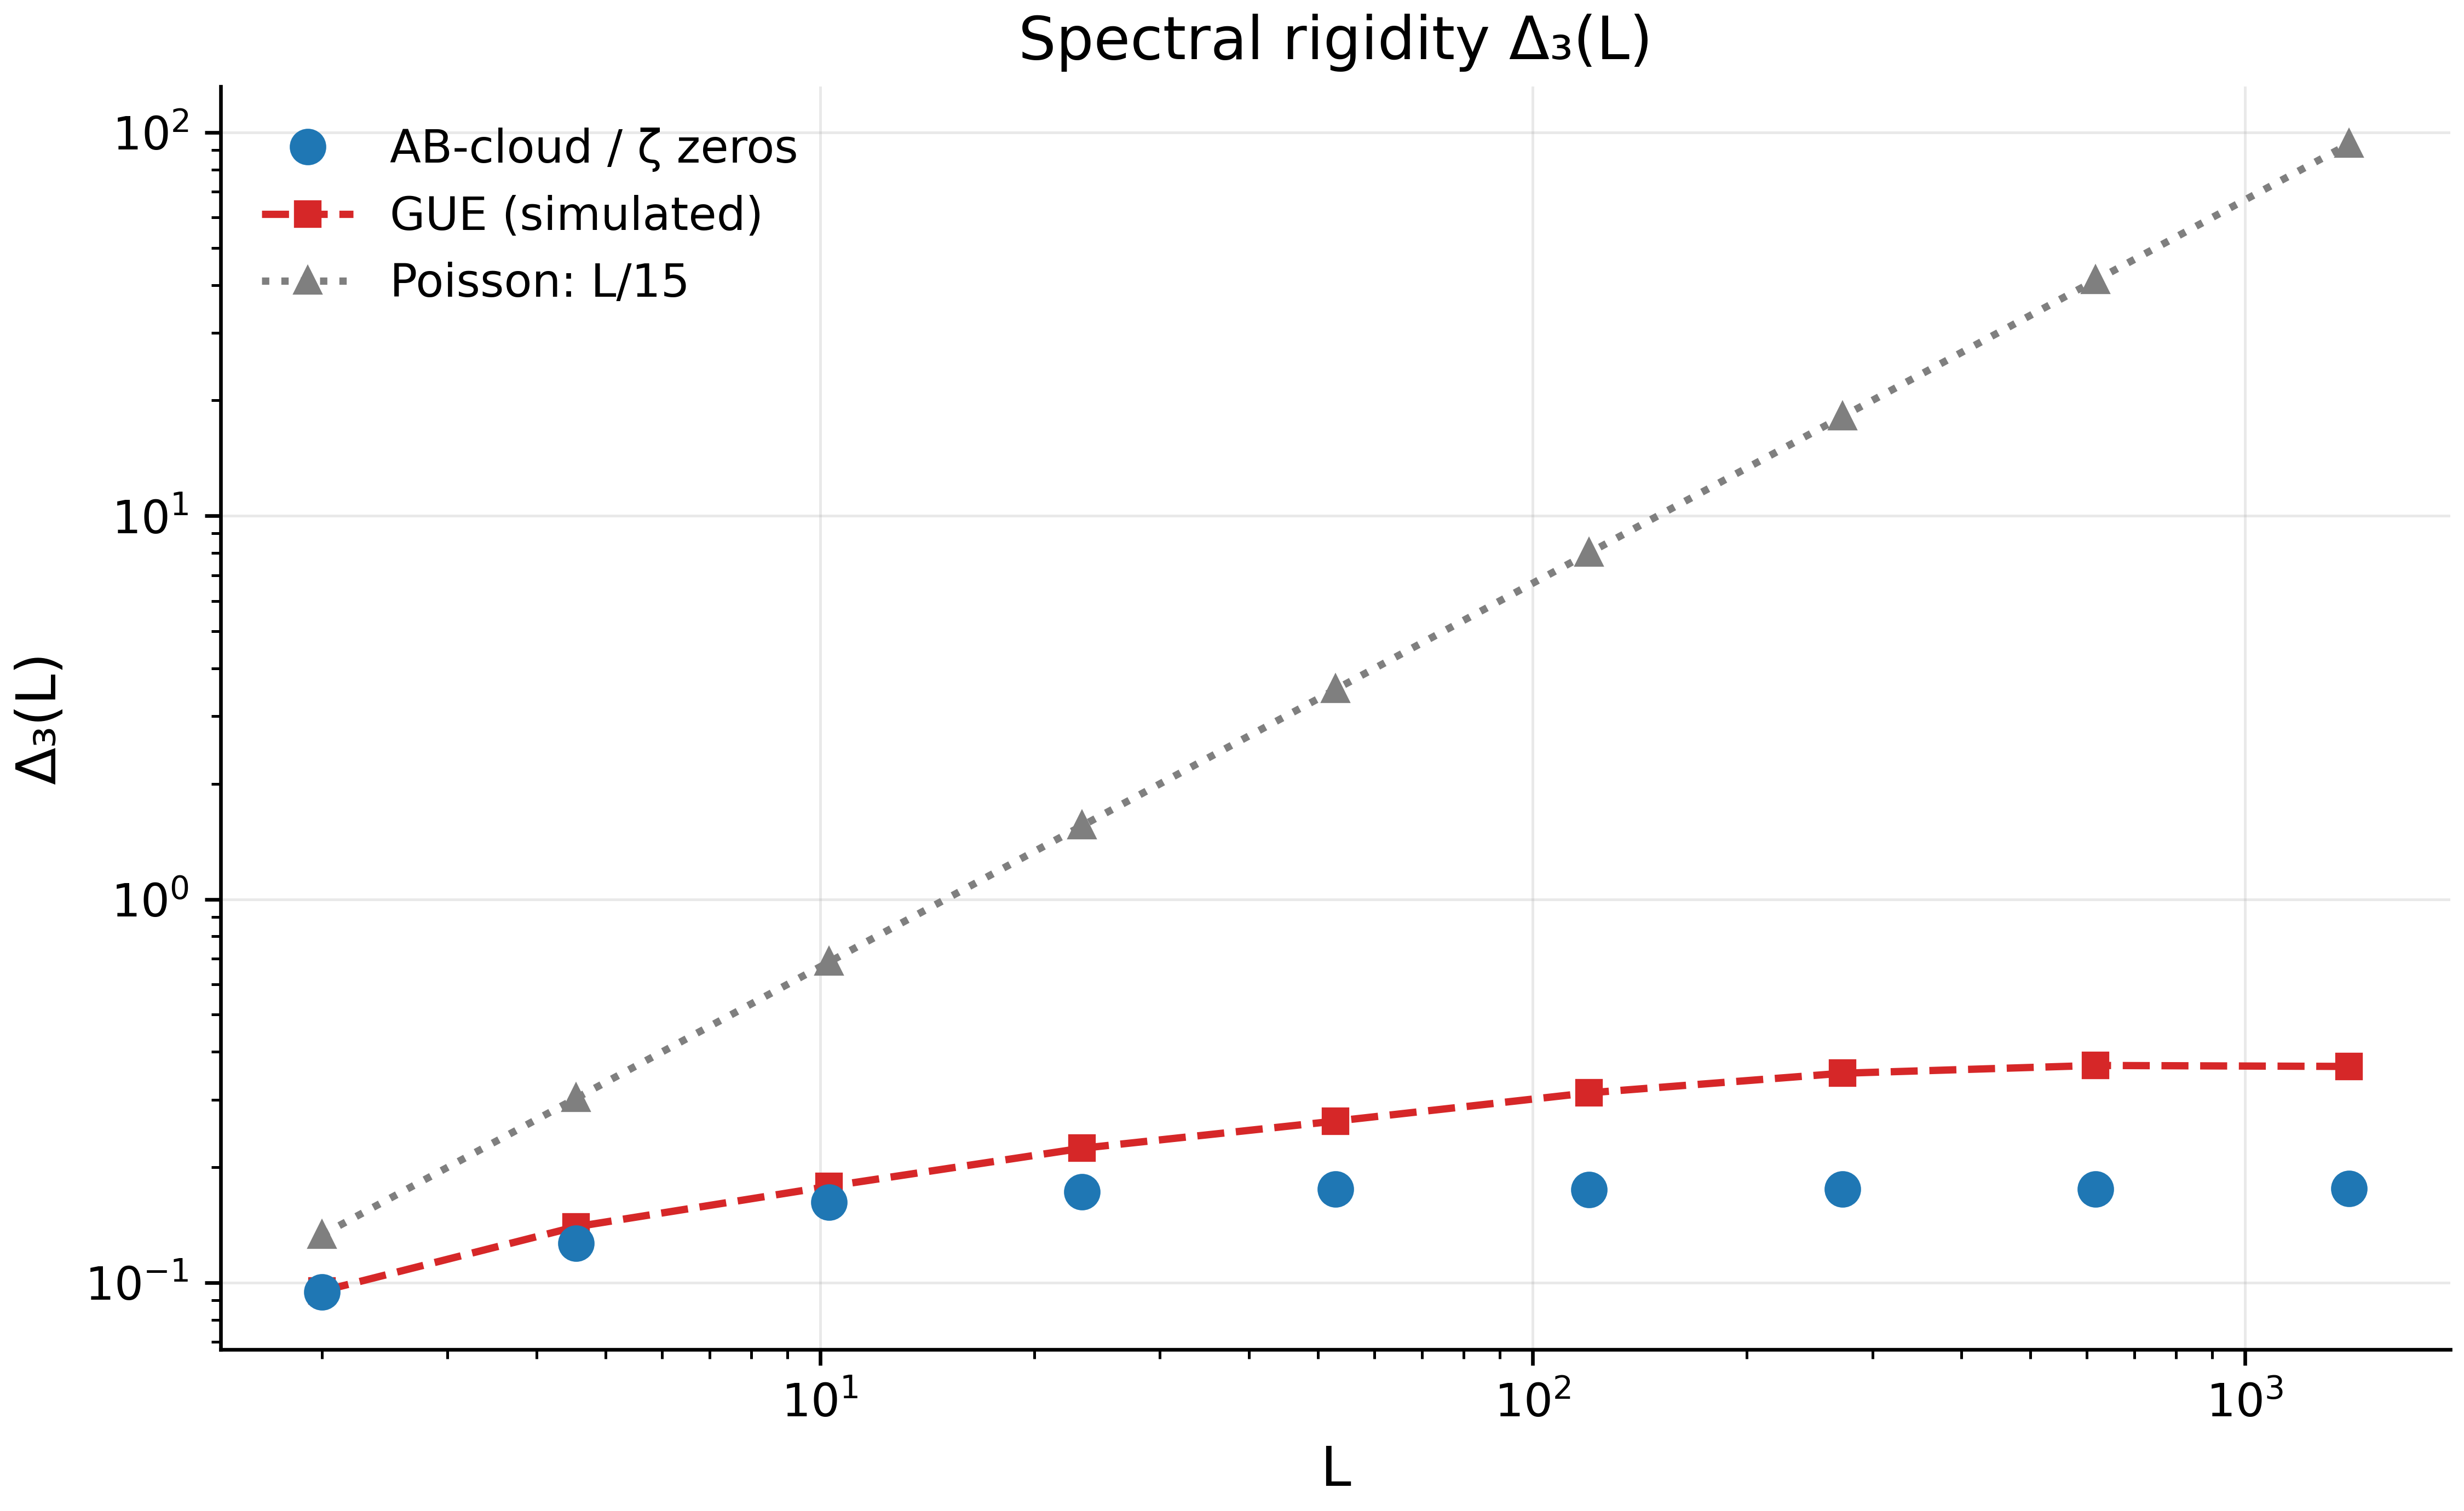 Spectral rigidity Δ₃(L)
AB-cloud / ζ zeros
GUE (simulated)
Poisson: L/15
Δ₃(L)
10²
10¹
10⁰
10⁻¹
10¹
10²
10³
L